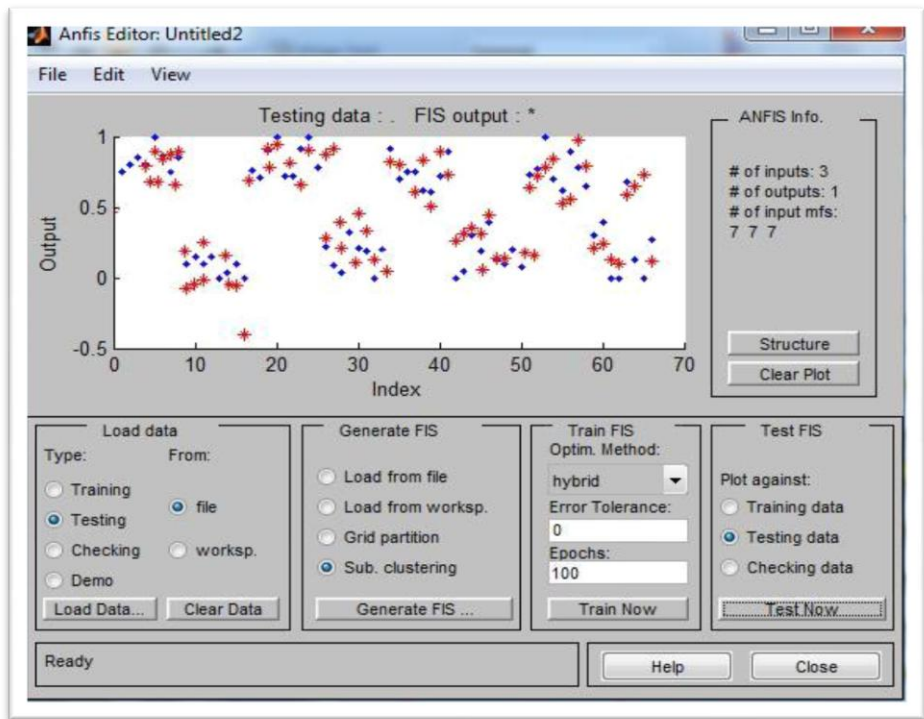 Anfis Editor: Untitled2
File Edit View
Testing data : . FIS output : *
1
0.5
0
-0.5
Output
0 10 20 30 40 50 60 70
Index
ANFIS Info.
# of inputs: 3
# of outputs: 1
# of input mfs:
7 7 7
Structure
Clear Plot
Load data
Type: From:
Training
file
Testing
Checking
worksp.
Demo
Load Data... Clear Data
Generate FIS
Load from file
Load from worksp.
Grid partition
Sub. clustering
Generate FIS ...
Train FIS
Optim. Method:
hybrid
Error Tolerance:
0
Epochs:
100
Train Now
Test FIS
Plot against:
Training data
Testing data
Checking data
Test Now
Ready
Help Close